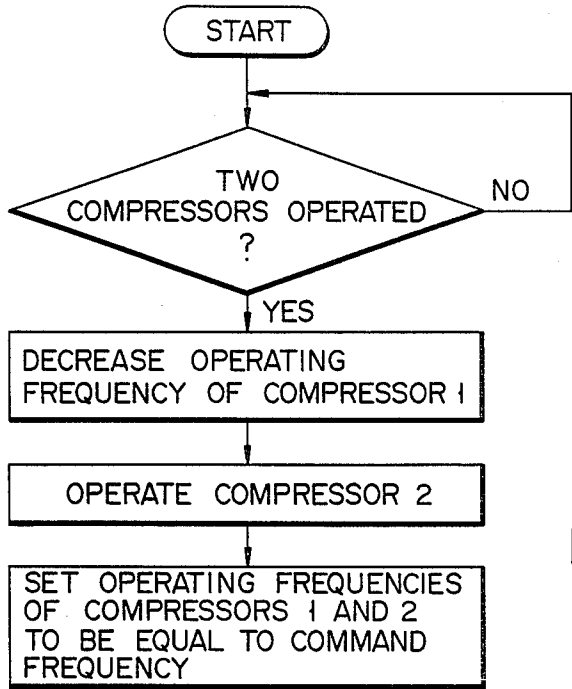 START
TWO
COMPRESSORS OPERATED
?
NO
YES
DECREASE OPERATING
FREQUENCY OF COMPRESSOR 1
OPERATE COMPRESSOR 2
SET OPERATING FREQUENCIES
OF COMPRESSORS 1 AND 2
TO BE EQUAL TO COMMAND
FREQUENCY